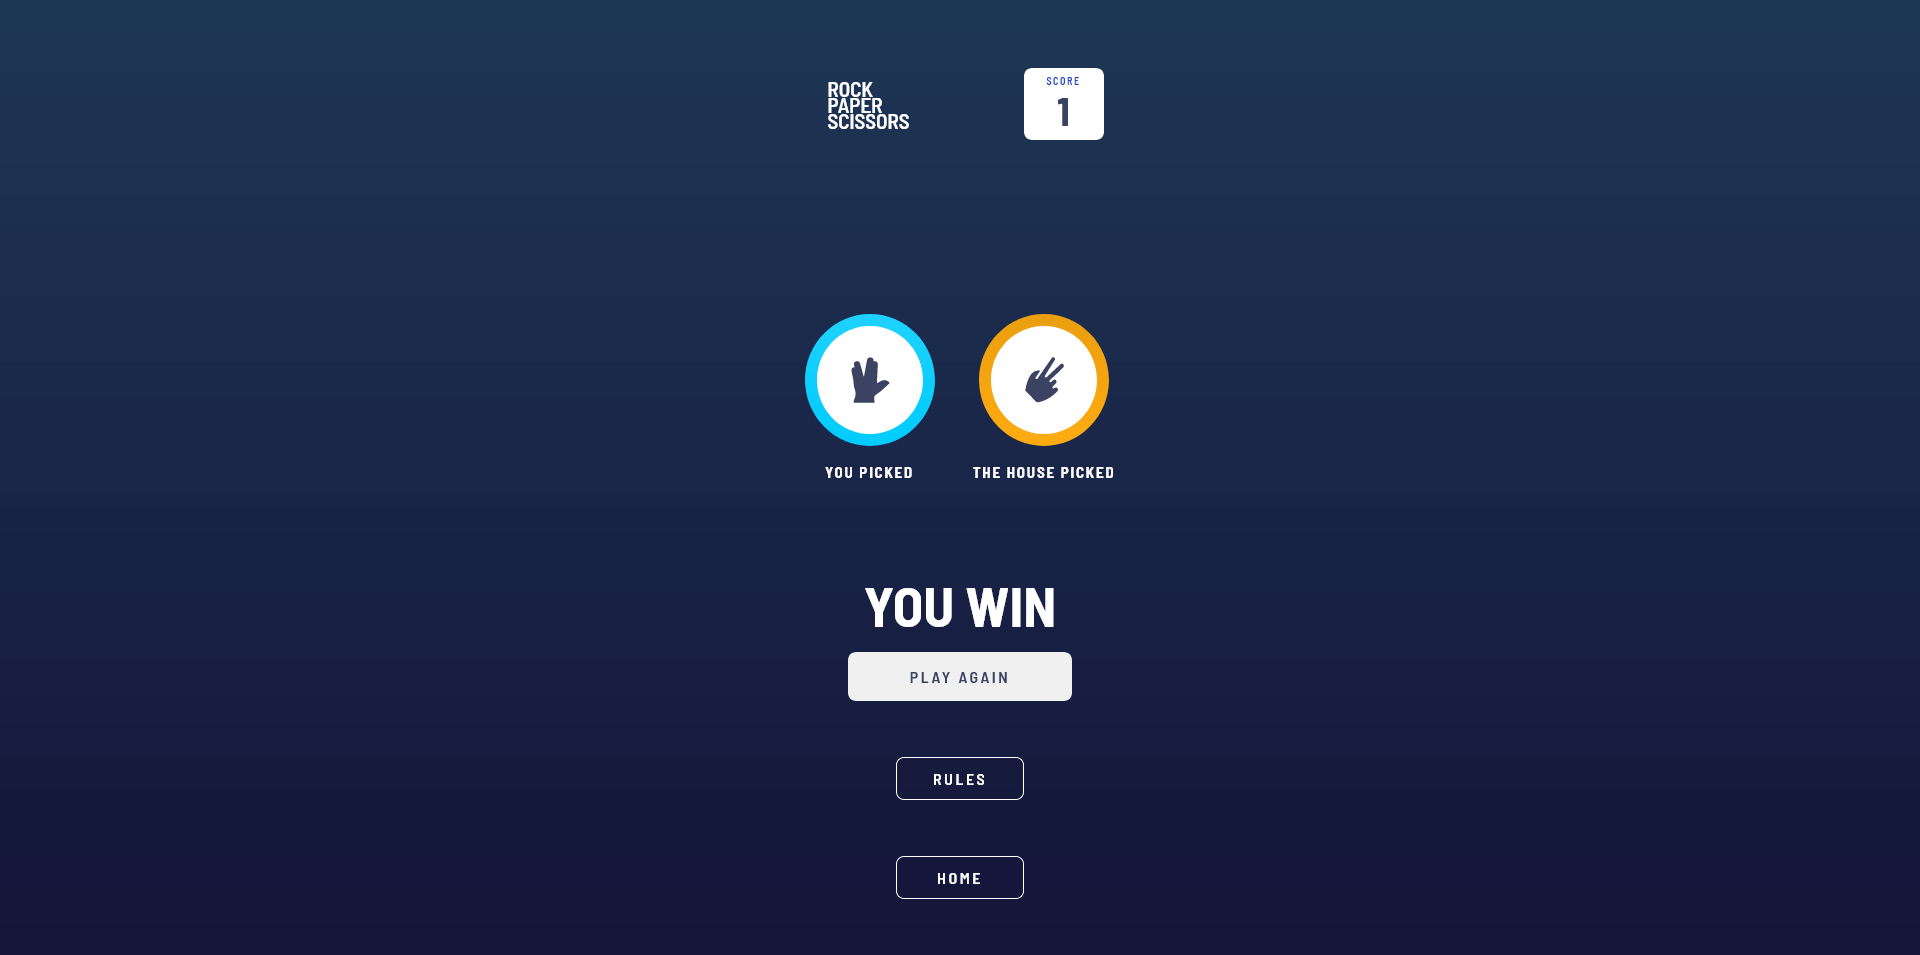 ROCK
PAPER
SCISSORS
SCORE
1
YOU PICKED
THE HOUSE PICKED
YOU WIN
PLAY AGAIN
RULES
HOME